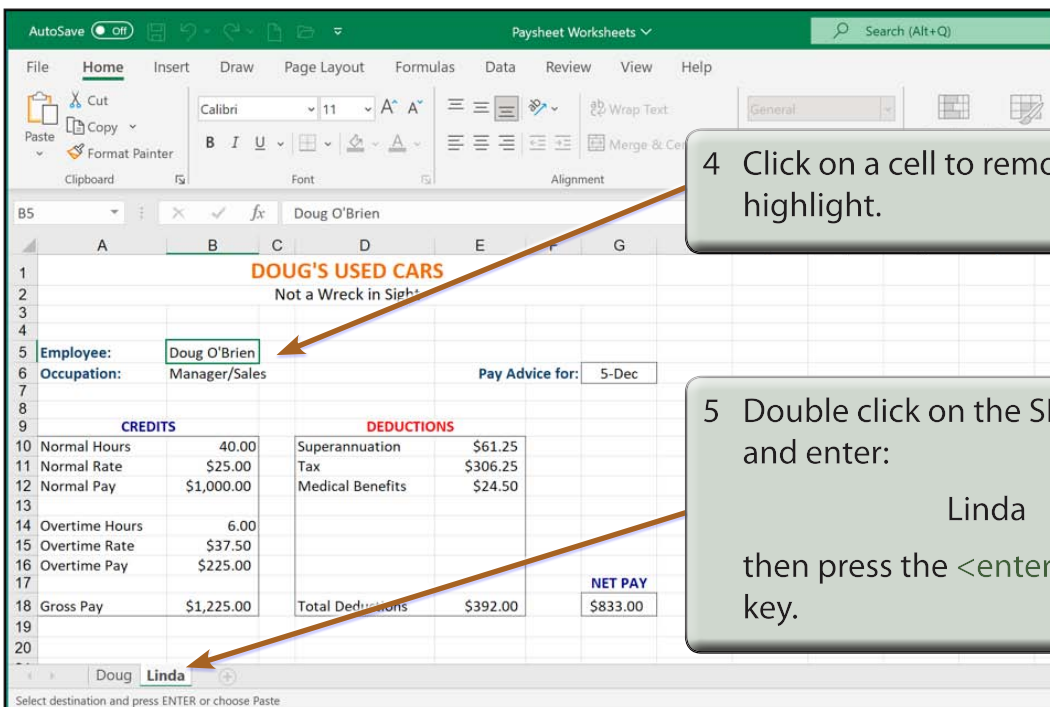 AutoSave Off Paysheet Worksheets Search (Alt+Q)
File Home Insert Draw Page Layout Formulas Data Review View Help
Paste Cut Calibri 11 A^ Aˇ Wrap Text General
Copy
Format Painter B I U A Merge &
Clipboard Font Alignment
B5 fx Doug O'Brien
A B C D E F G
1 DOUG'S USED CARS
2 Not a Wreck in
3
4
5 Employee: Doug O'Brien
6 Occupation: Manager/Sales Pay Advice for: 5-Dec
7
8
9 CREDITS DEDUCTIONS
10 Normal Hours 40.00 Superannuation $61.25
11 Normal Rate $25.00 Tax $306.25
12 Normal Pay $1,000.00 Medical Benefits $24.50
13
14 Overtime Hours 6.00
15 Overtime Rate $37.50
16 Overtime Pay $225.00
17 NET PAY
18 Gross Pay $1,225.00 Total $392.00 $833.00
19
20
Doug Linda
Select destination and press ENTER or choose Paste
4 Click on a cell to
highlight.
5 Double click on the
and enter:
Linda
then press the <enter
key.